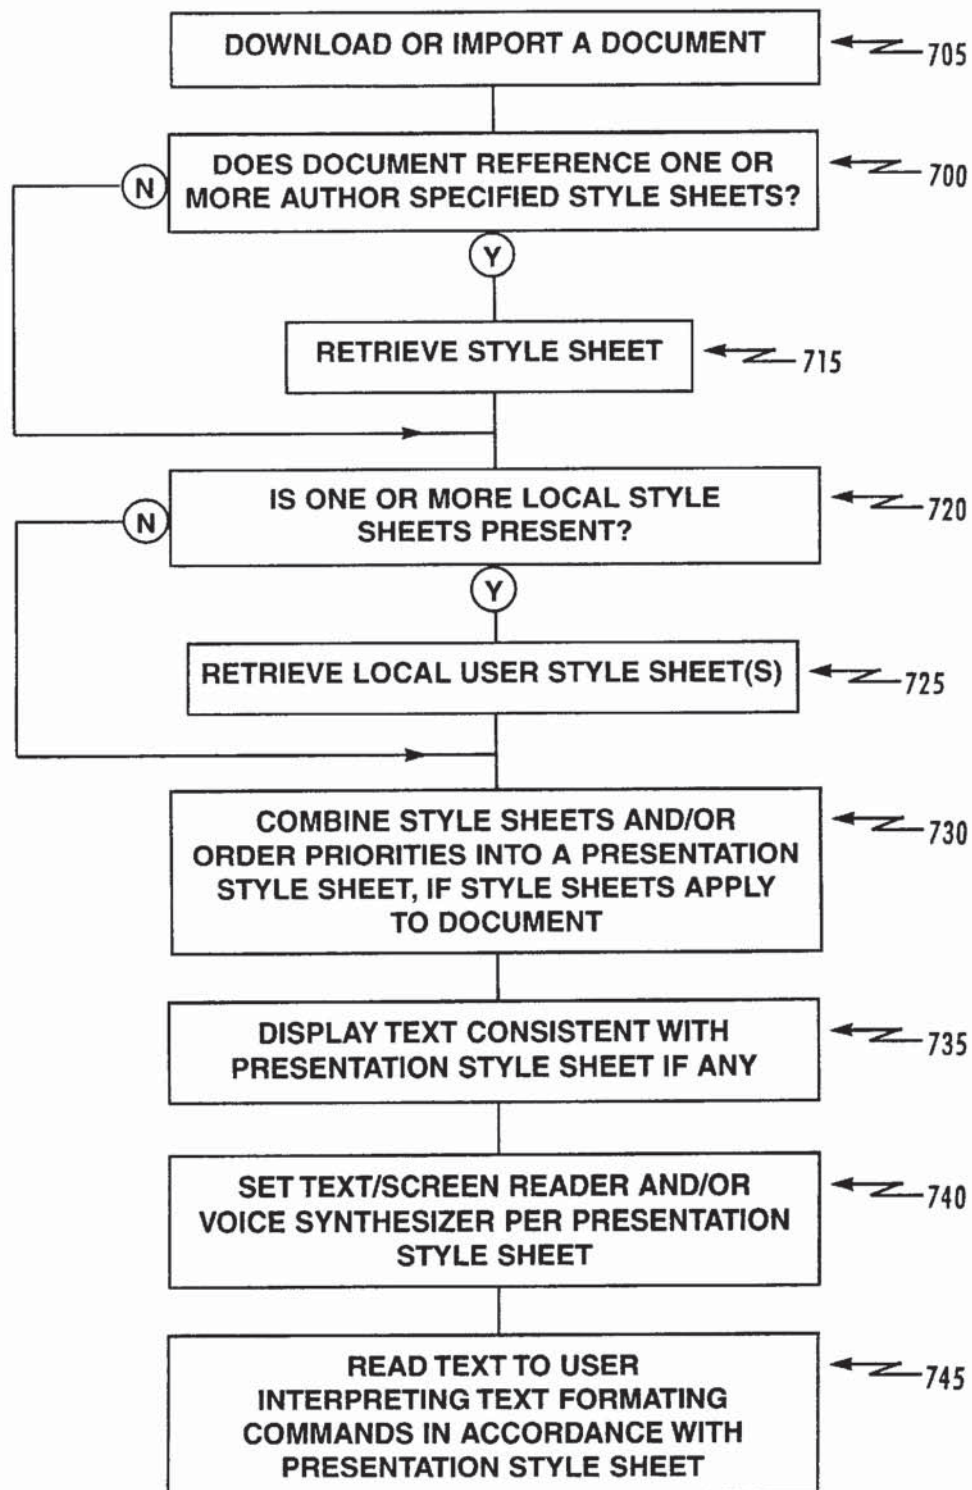 DOWNLOAD OR IMPORT A DOCUMENT
705
DOES DOCUMENT REFERENCE ONE OR
MORE AUTHOR SPECIFIED STYLE SHEETS?
700
N
Y
RETRIEVE STYLE SHEET
715
IS ONE OR MORE LOCAL STYLE
SHEETS PRESENT?
720
N
Y
RETRIEVE LOCAL USER STYLE SHEET(S)
725
COMBINE STYLE SHEETS AND/OR
ORDER PRIORITIES INTO A PRESENTATION
STYLE SHEET, IF STYLE SHEETS APPLY
TO DOCUMENT
730
DISPLAY TEXT CONSISTENT WITH
PRESENTATION STYLE SHEET IF ANY
735
SET TEXT/SCREEN READER AND/OR
VOICE SYNTHESIZER PER PRESENTATION
STYLE SHEET
740
READ TEXT TO USER
INTERPRETING TEXT FORMATING
COMMANDS IN ACCORDANCE WITH
PRESENTATION STYLE SHEET
745